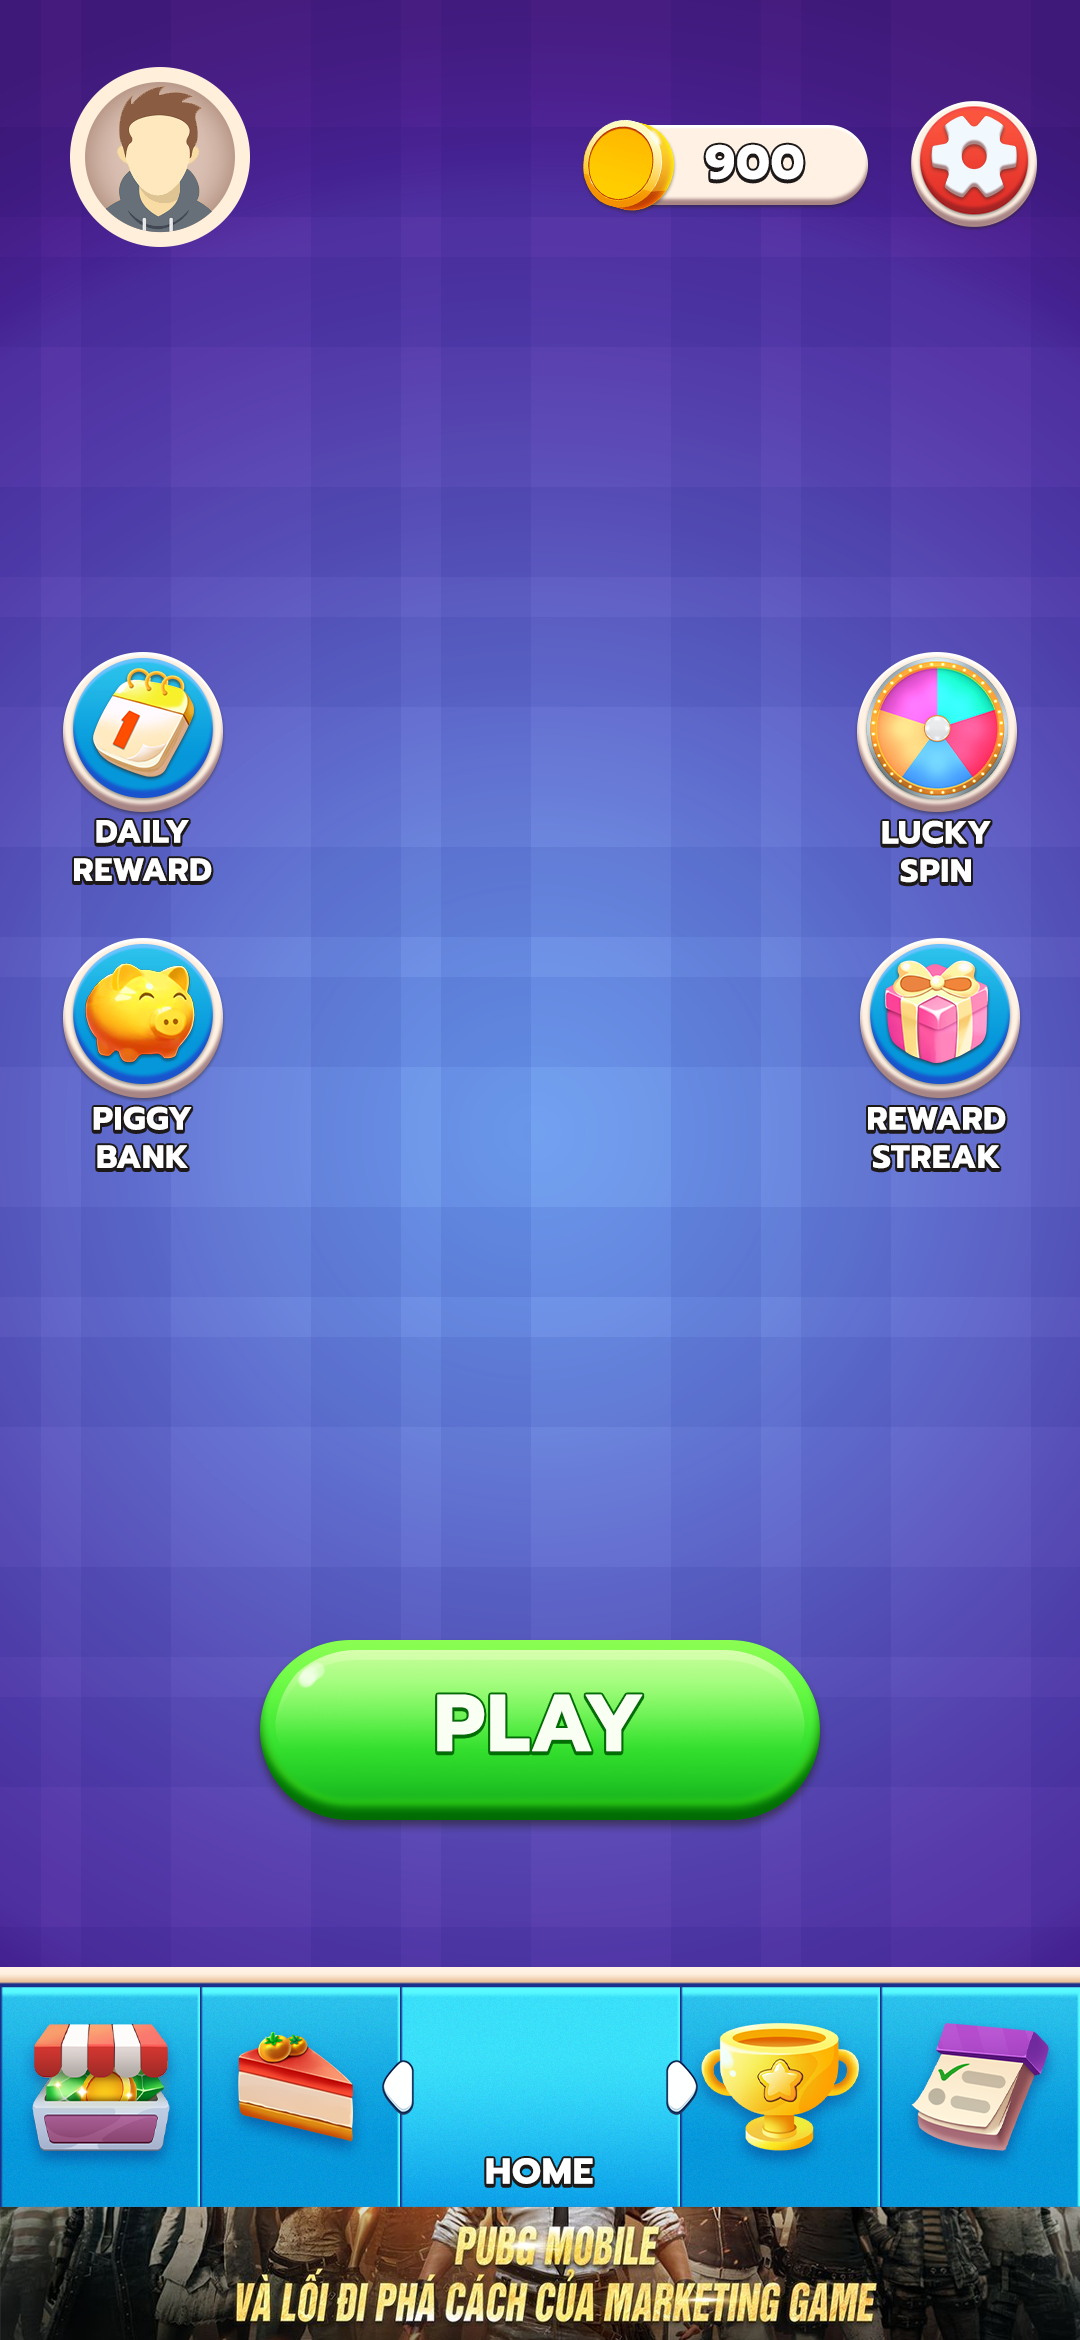 900
1
DAILY
REWARD
LUCKY
SPIN
PIGGY
BANK
REWARD
STREAK
PLAY
HOME
PUBG MOBILE
VÀ LỐI ĐI PHÁ CÁCH CỦA MARKETING GAME